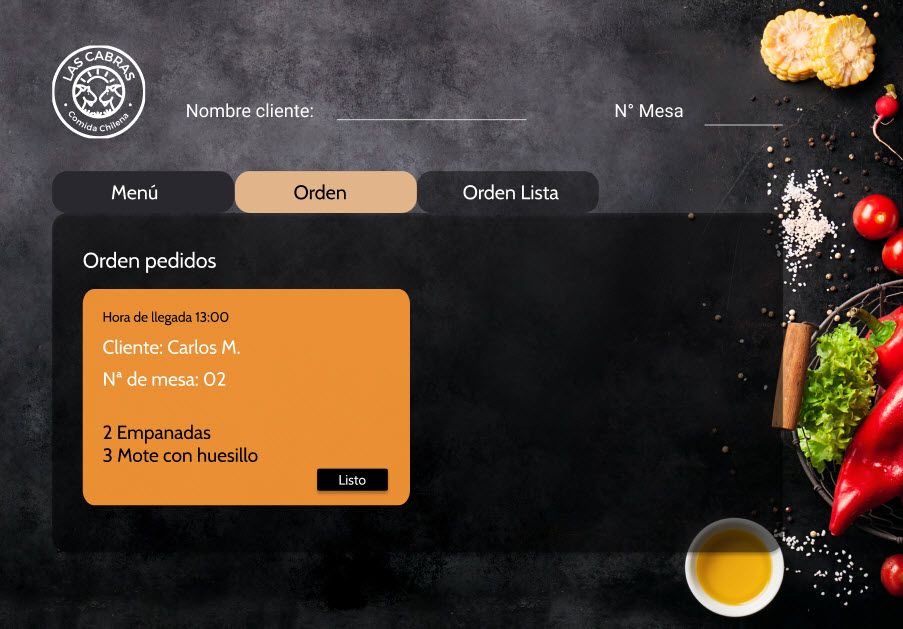 LAS CABRAS
Comida Chilena
Nombre cliente:
N° Mesa
Menú
Orden
Orden Lista
Orden pedidos
Hora de llegada 13:00
Cliente: Carlos M.
Nª de mesa: 02
2 Empanadas
3 Mote con huesillo
Listo